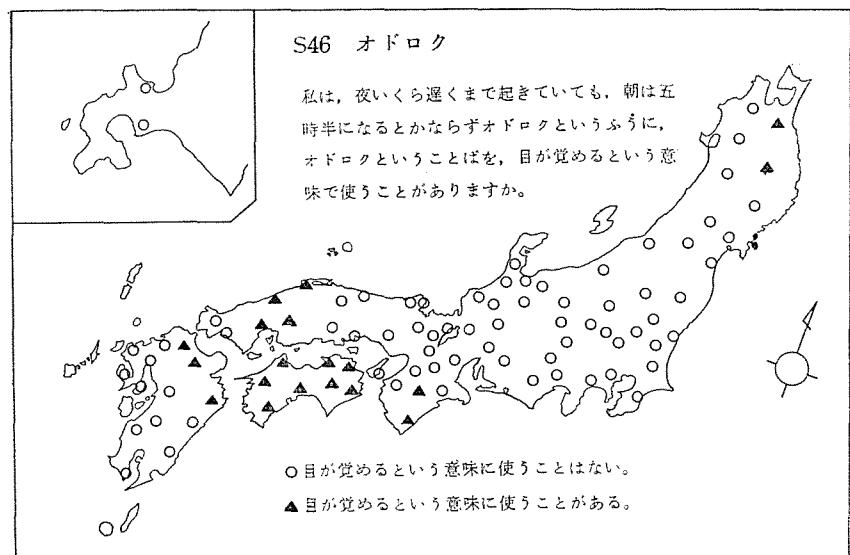 S46 オドロク
私は，夜いくら遅くまで起きていても，朝は五
時半になるとかならずオドロクというふうに，
オドロクということばを，目が覚めるという意
味で使うことがありますか。
○目が覚めるという意味に使うことはない。
▲目が覚めるという意味に使うことがある。